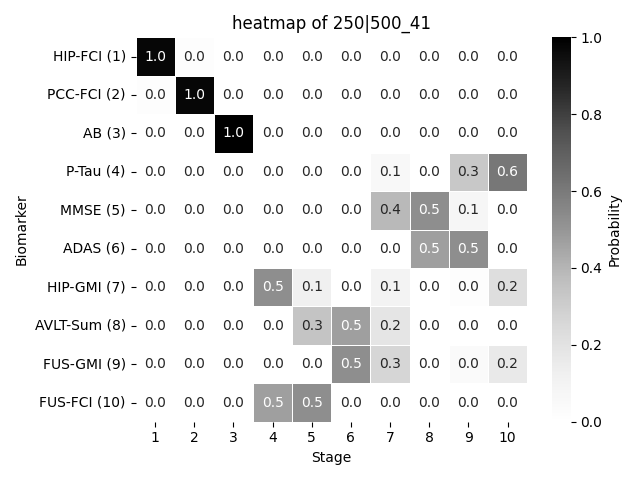 heatmap of 250|500_41
HIP-FCI (1) 1.0 0.0 0.0 0.0 0.0 0.0 0.0 0.0 0.0 0.0
PCC-FCI (2) 0.0 1.0 0.0 0.0 0.0 0.0 0.0 0.0 0.0 0.0
AB (3) 0.0 0.0 1.0 0.0 0.0 0.0 0.0 0.0 0.0 0.0
P-Tau (4) 0.0 0.0 0.0 0.0 0.0 0.0 0.1 0.0 0.3 0.6
MMSE (5) 0.0 0.0 0.0 0.0 0.0 0.0 0.4 0.5 0.1 0.0
ADAS (6) 0.0 0.0 0.0 0.0 0.0 0.0 0.0 0.5 0.5 0.0
HIP-GMI (7) 0.0 0.0 0.0 0.5 0.1 0.0 0.1 0.0 0.0 0.2
AVLT-Sum (8) 0.0 0.0 0.0 0.0 0.3 0.5 0.2 0.0 0.0 0.0
FUS-GMI (9) 0.0 0.0 0.0 0.0 0.0 0.5 0.3 0.0 0.0 0.2
FUS-FCI (10) 0.0 0.0 0.0 0.5 0.5 0.0 0.0 0.0 0.0 0.0
1 2 3 4 5 6 7 8 9 10
Stage
Biomarker
1.0
0.8
0.6
0.4
0.2
0.0
Probability